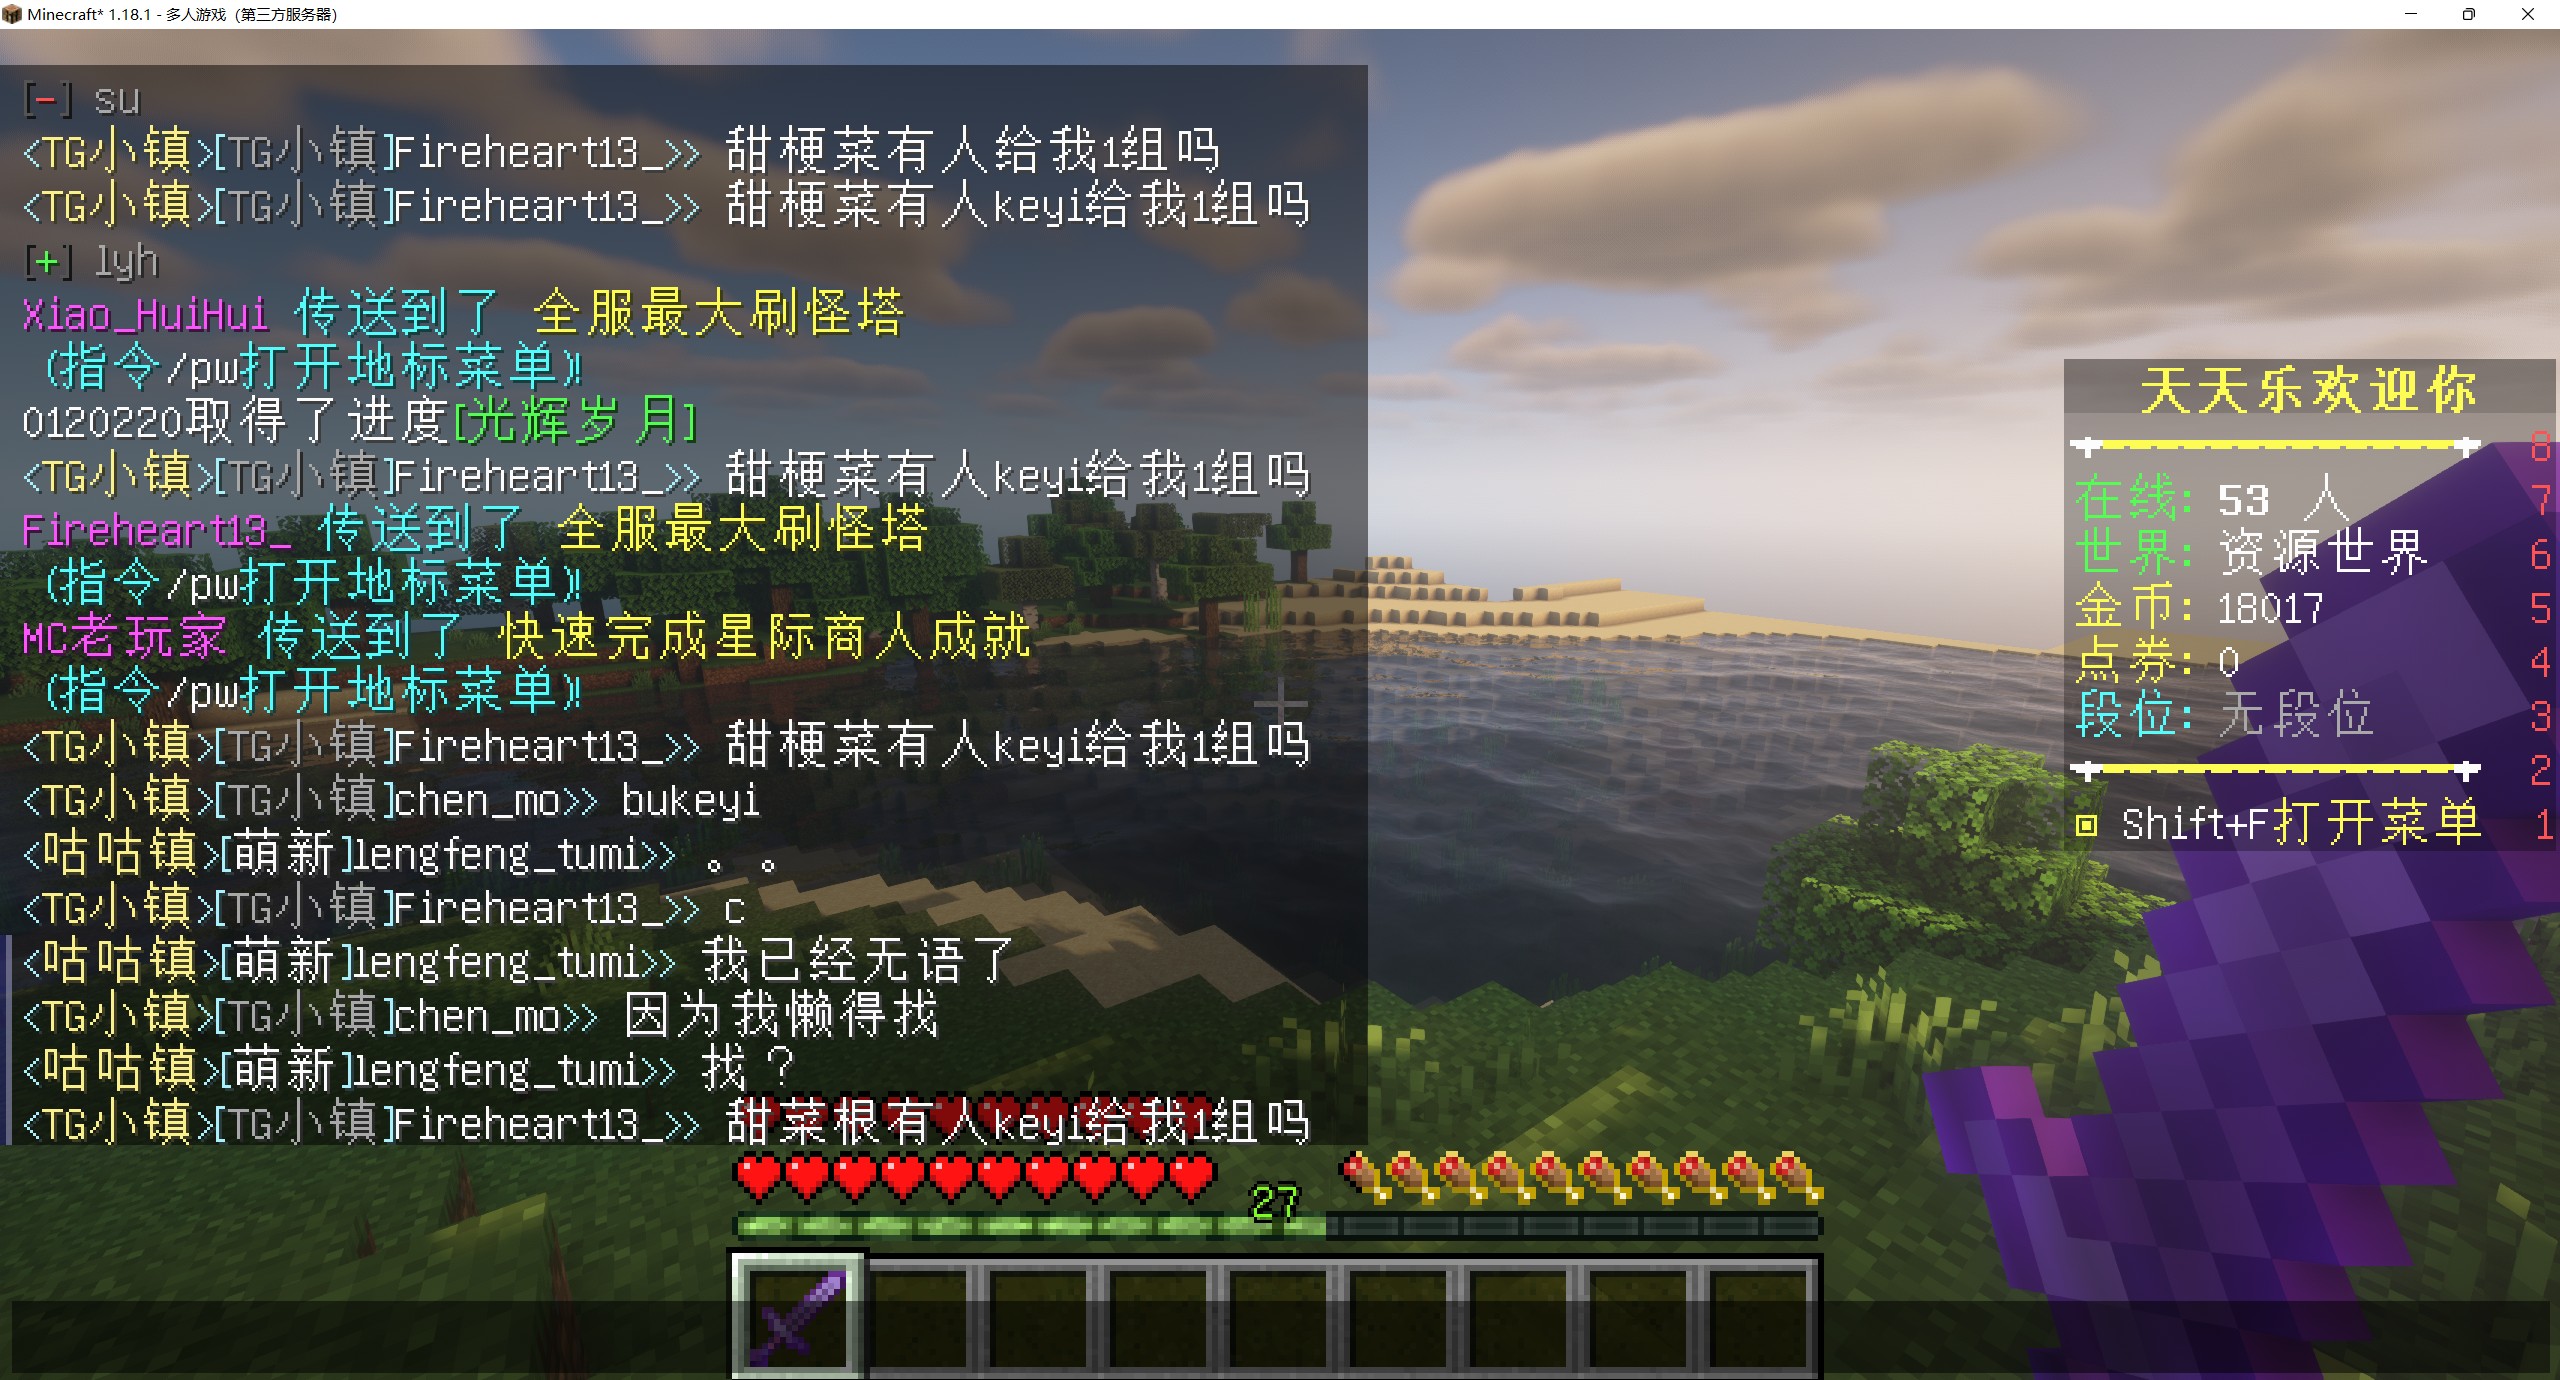 Minecraft* 1.18.1 - 多人游戏（第三方服务器）
[-] su
<TG小镇>[TG小镇]Fireheart13_>> 甜梗菜有人给我1组吗
<TG小镇>[TG小镇]Fireheart13_>> 甜梗菜有人keyi给我1组吗
[+] lyh
Xiao_HuiHui 传送到了 全服最大刷怪塔
(指令/pw打开地标菜单)!
0120220取得了进度[光辉岁月]
<TG小镇>[TG小镇]Fireheart13_>> 甜梗菜有人keyi给我1组吗
Fireheart13_ 传送到了 全服最大刷怪塔
(指令/pw打开地标菜单)!
MC老玩家 传送到了 快速完成星际商人成就
(指令/pw打开地标菜单)!
<TG小镇>[TG小镇]Fireheart13_>> 甜梗菜有人keyi给我1组吗
<TG小镇>[TG小镇]chen_mo>> bukeyi
<咕咕镇>[萌新]lengfeng_tumi>> 。。
<TG小镇>[TG小镇]Fireheart13_>> c
<咕咕镇>[萌新]lengfeng_tumi>> 我已经无语了
<TG小镇>[TG小镇]chen_mo>> 因为我懒得找
<咕咕镇>[萌新]lengfeng_tumi>> 找？
<TG小镇>[TG小镇]Fireheart13_>> 甜菜根有人keyi给我1组吗
27
天天乐欢迎你
8
在线: 53 人 7
世界: 资源世界 6
金币: 18017 5
点券: 0 4
段位: 无段位 3
2
Shift+F打开菜单 1